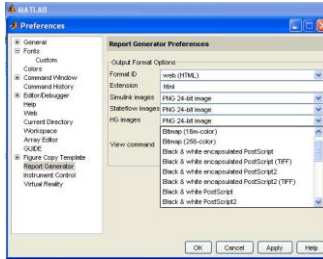 MATLAB
Preferences
General
Fonts
Custom
Colors
Command Window
Command History
Editor/Debugger
Help
Web
Current Directory
Workspace
Array Editor
GUIDE
Figure Copy Template
Report Generator
Instrument Control
Virtual Reality
Report Generator Preferences
Output Format Options
Format ID web (HTML)
Extension html
Simulink Images PNG 24-bit image
Stateflow Images PNG 24-bit image
HG Images PNG 24-bit image
View command
Bitmap (16m-color)
Bitmap (256-color)
Black & white encapsulated PostScript
Black & white encapsulated PostScript (TIFF)
Black & white encapsulated PostScript2
Black & white encapsulated PostScript2 (TIFF)
Black & white PostScript
Black & white PostScript2
OK Cancel Apply Help